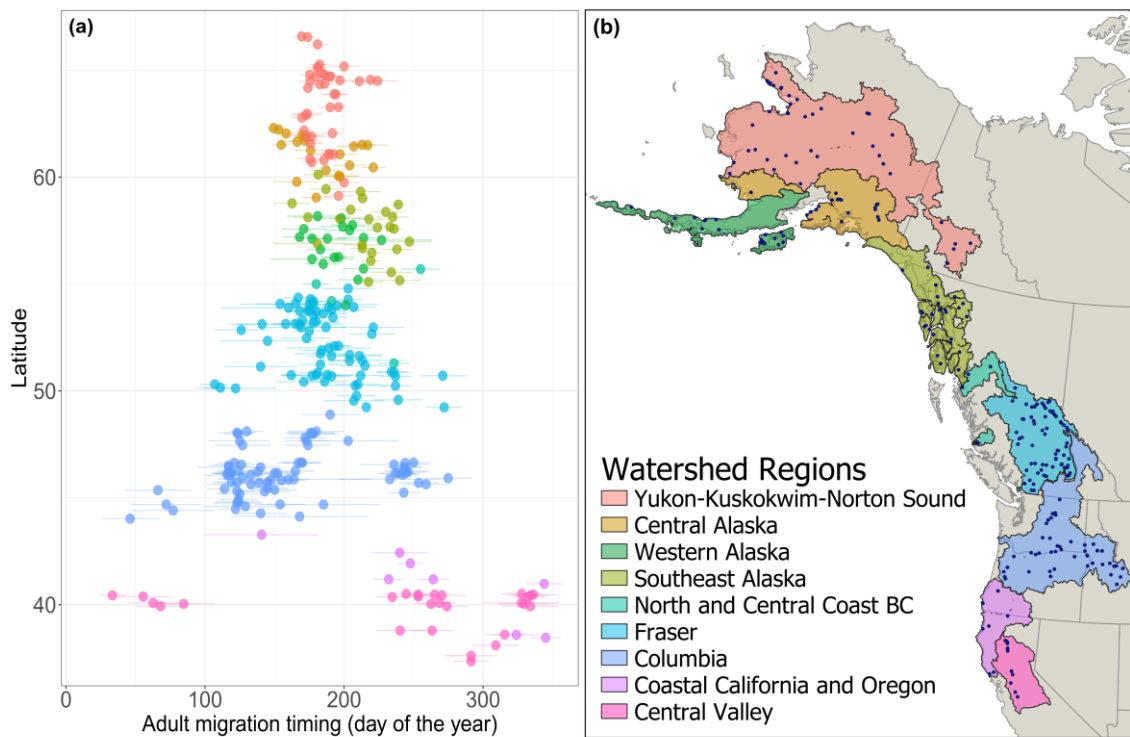 (a)
Latitude
60
50
40
0
100
200
300
Adult migration timing (day of the year)
(b)
Watershed Regions
Yukon-Kuskokwim-Norton Sound
Central Alaska
Western Alaska
Southeast Alaska
North and Central Coast BC
Fraser
Columbia
Coastal California and Oregon
Central Valley